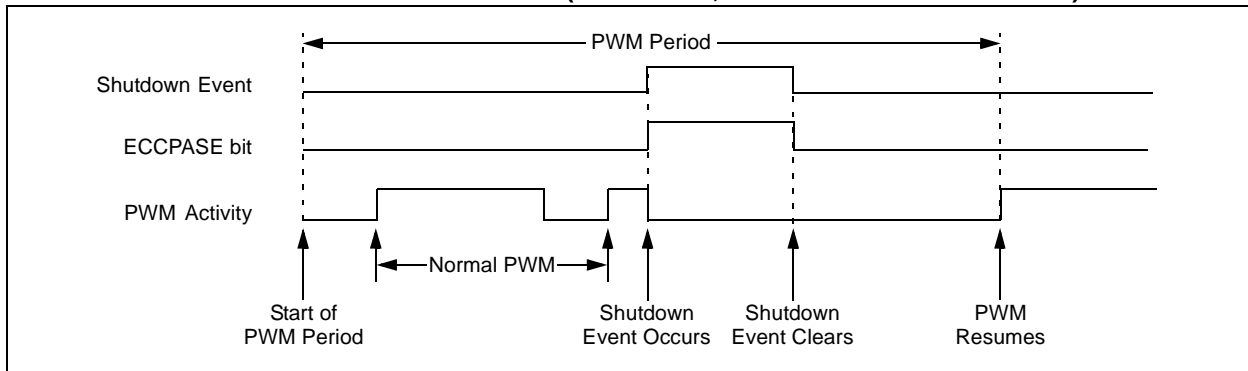 PWM Period
Shutdown Event
ECCPASE bit
PWM Activity
Normal PWM
Start of
PWM Period
Shutdown
Event Occurs
Shutdown
Event Clears
PWM
Resumes